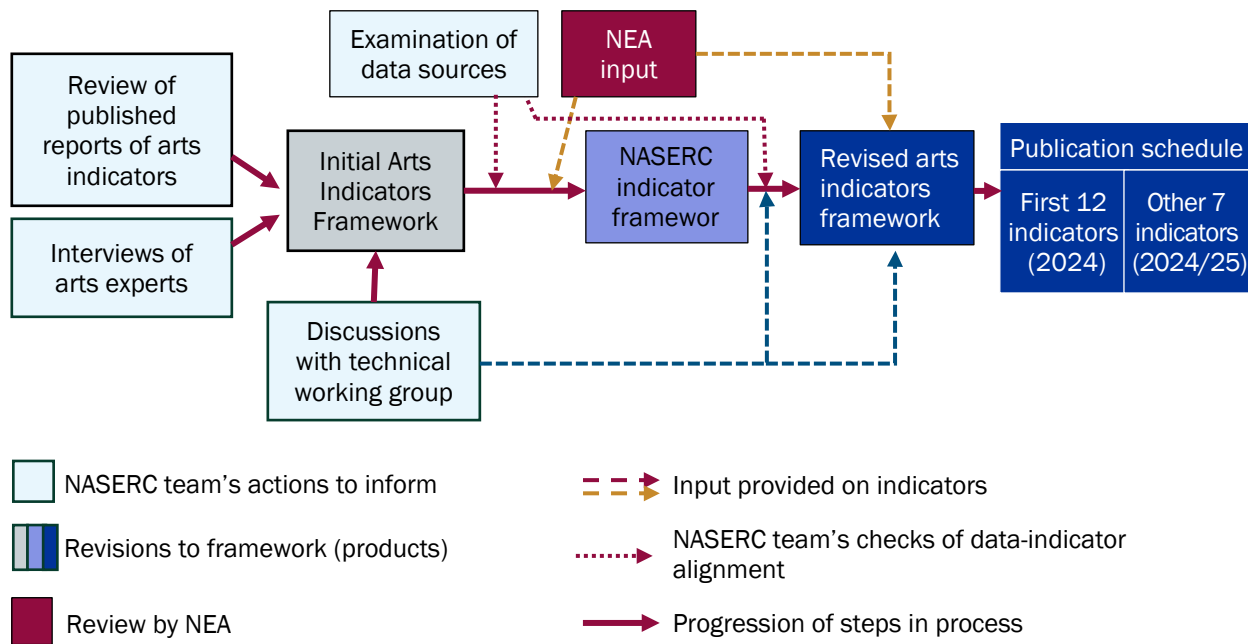 Review of
published
reports of arts
indicators
Interviews of
arts experts
Examination of
data sources
NEA
input
Initial Arts
Indicators
Framework
Discussions
with technical
working group
NASERC
indicator
framewor
Revised arts
indicators
framework
Publication schedule
First 12
indicators
(2024)
Other 7
indicators
(2024/25)
NASERC team’s actions to inform
Revisions to framework (products)
Review by NEA
Input provided on indicators
NASERC team’s checks of data-indicator
alignment
Progression of steps in process